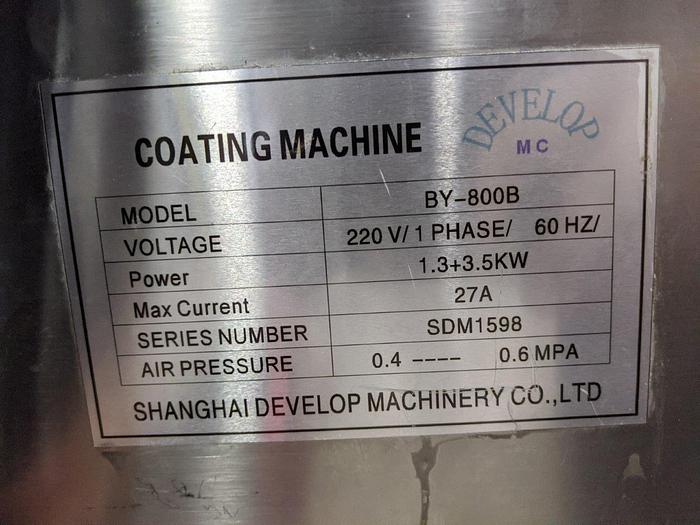 DEVELOP
MC
COATING MACHINE
MODEL BY-800B
VOLTAGE 220 V/ 1 PHASE/ 60 HZ/
Power 1.3+3.5KW
Max Current 27A
SERIES NUMBER SDM1598
AIR PRESSURE 0.4 ---- 0.6 MPA
SHANGHAI DEVELOP MACHINERY CO.,LTD